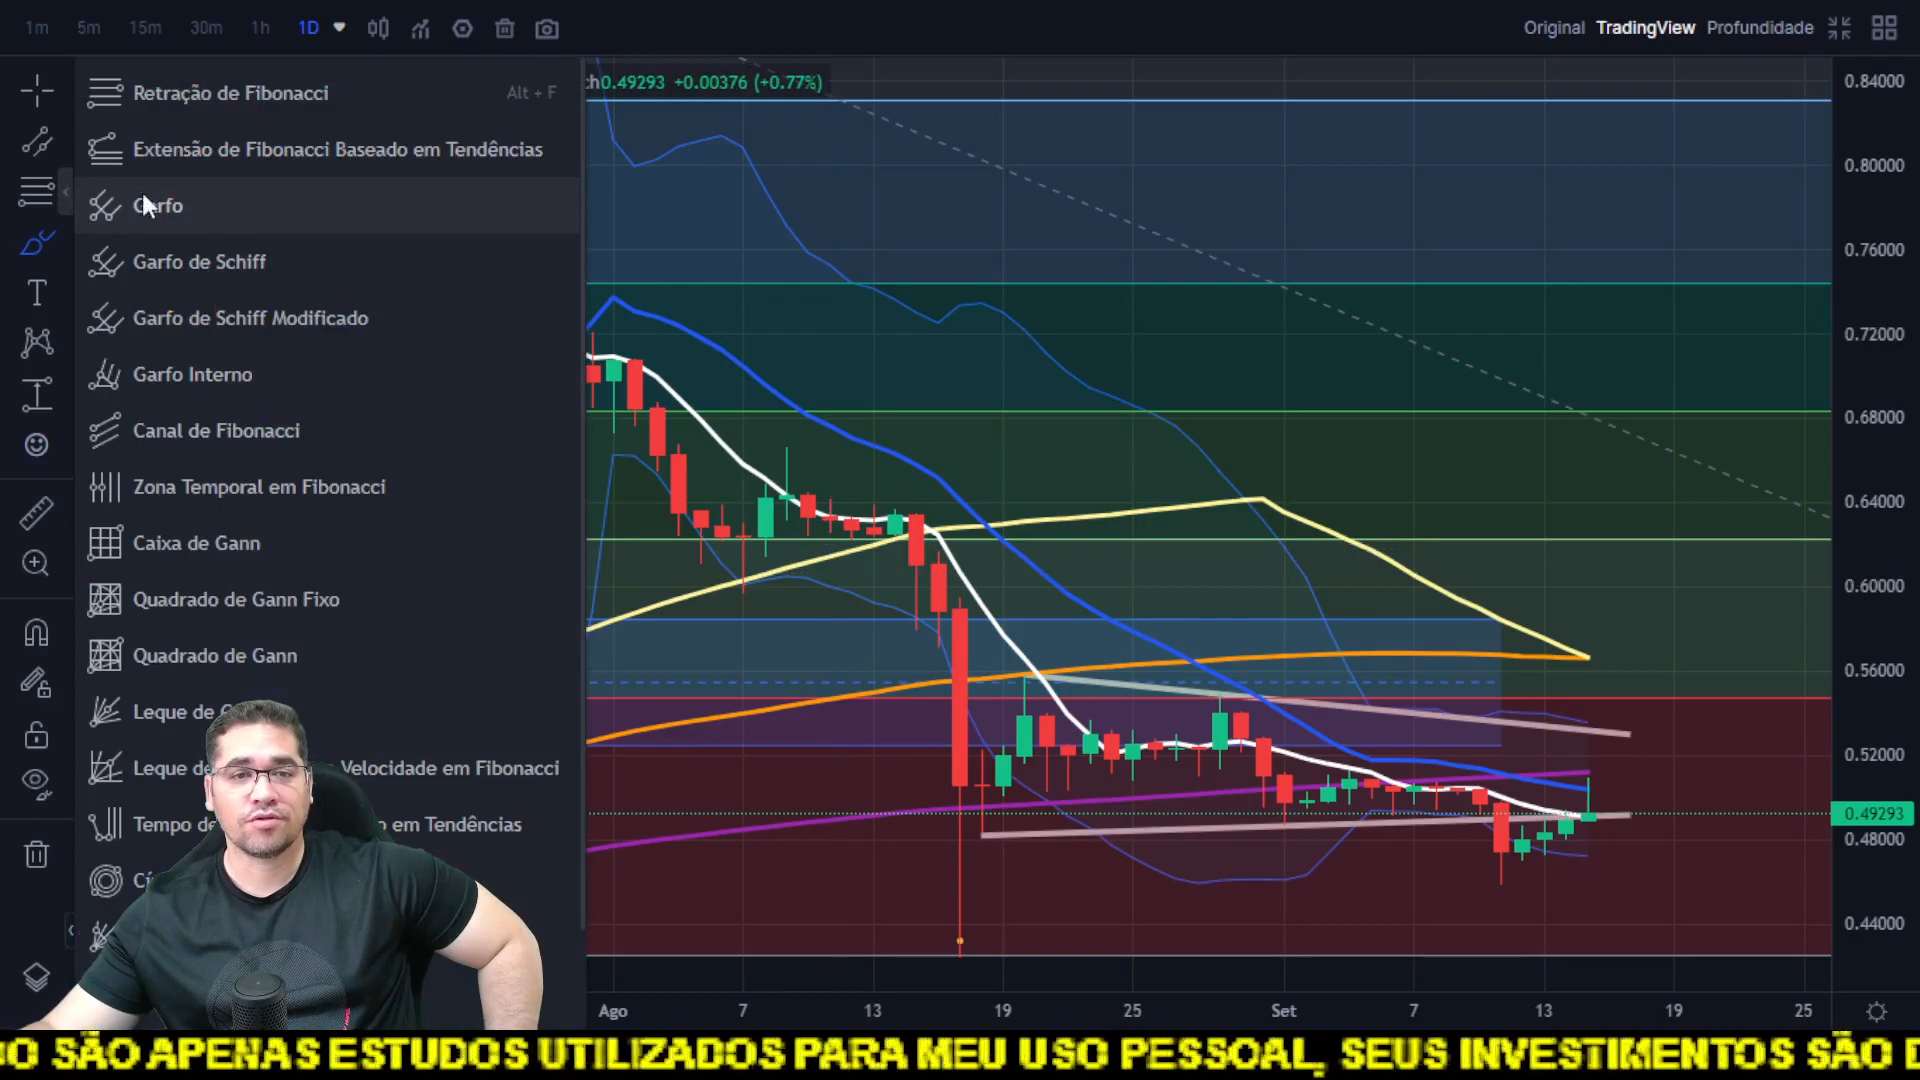 1m 5m 15m 30m 1h 1D
Original TradingView Profundidade
Retração de Fibonacci Alt + F
Extensão de Fibonacci Baseado em Tendências
Garfo
Garfo de Schiff
Garfo de Schiff Modificado
Garfo Interno
Canal de Fibonacci
Zona Temporal em Fibonacci
Caixa de Gann
Quadrado de Gann Fixo
Quadrado de Gann
Leque de
Leque de Velocidade em Fibonacci
Tempo de em Tendências
0.49293 +0.00376 (+0.77%)
0.84000
0.80000
0.76000
0.72000
0.68000
0.64000
0.60000
0.56000
0.52000
0.49293
0.48000
0.44000
Ago 7 13 19 25 Set 7 13 19 25
SÃO APENAS ESTUDOS UTILIZADOS PARA MEU USO PESSOAL, SEUS INVESTIMENTOS SÃO